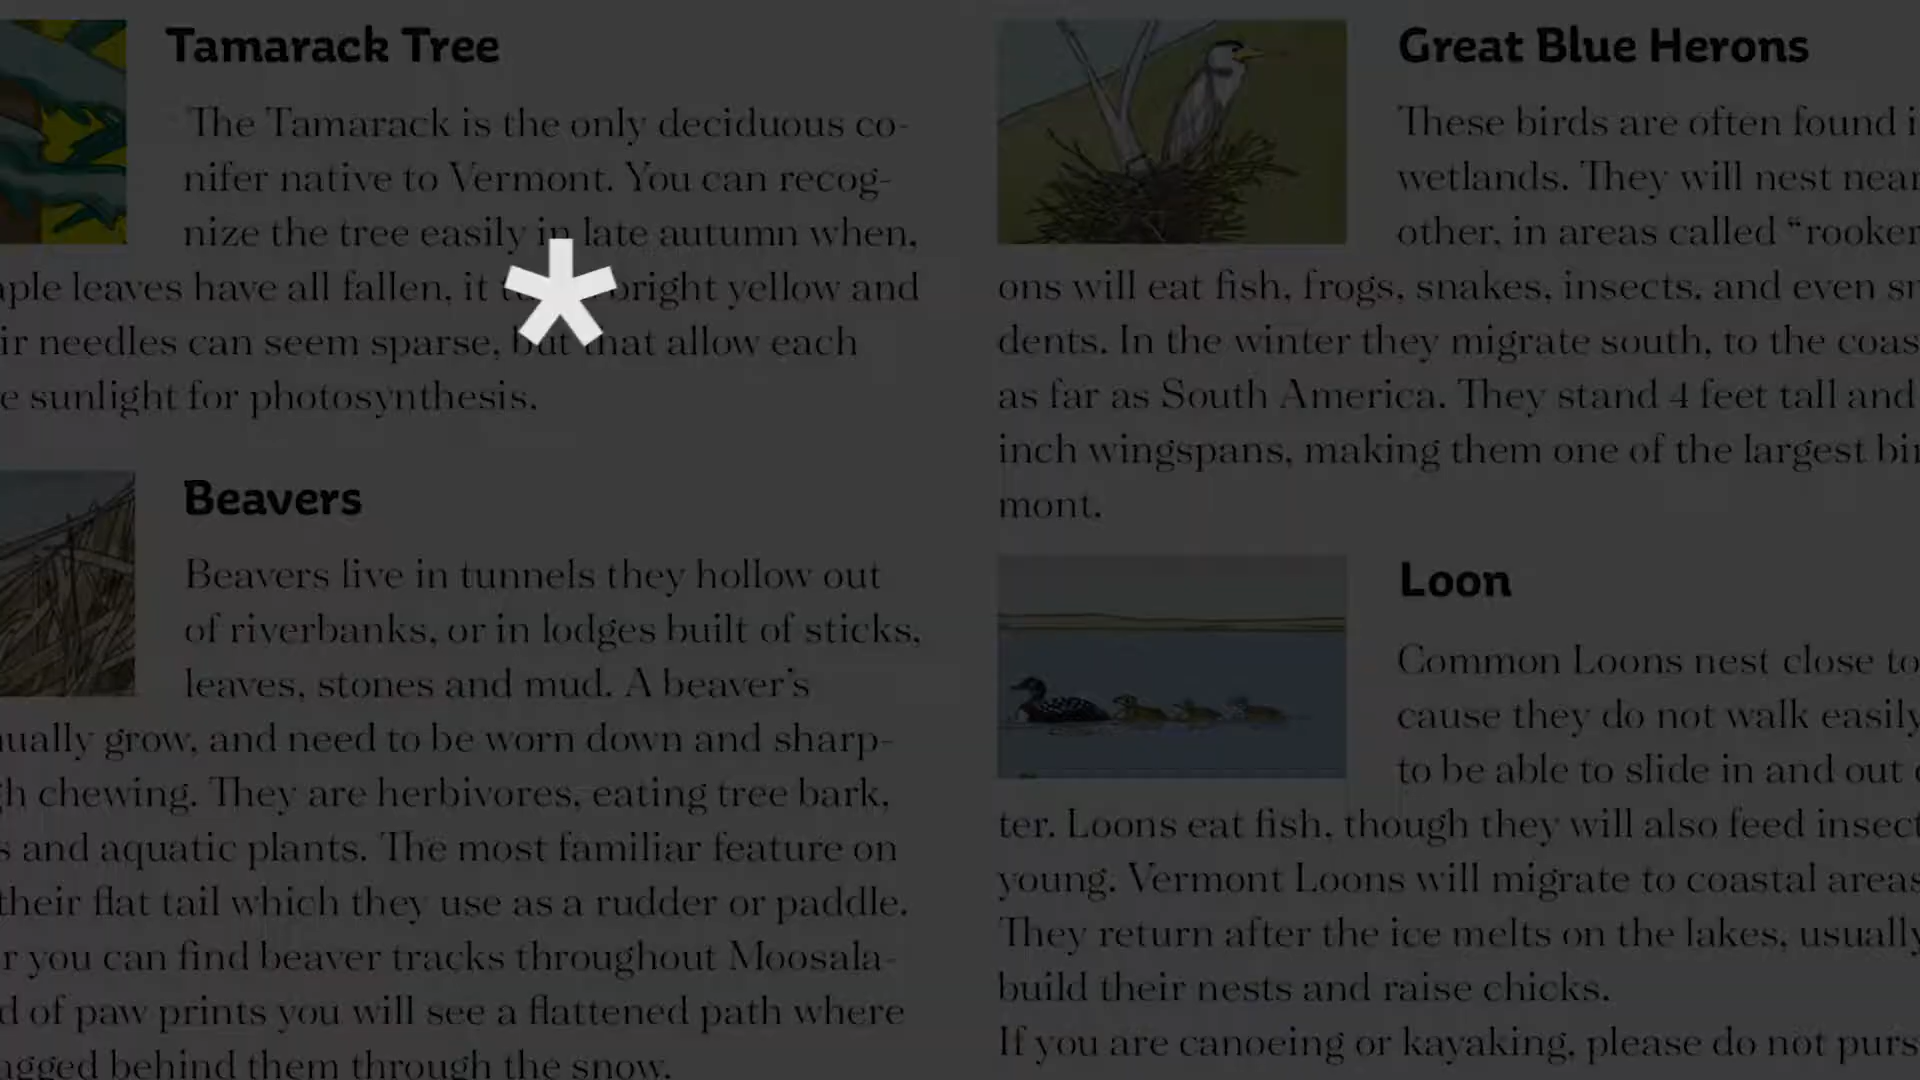 Tamarack Tree
The Tamarack is the only deciduous co-
nifer native to Vermont. You can recog-
nize the tree easily in late autumn when,
leaves have all fallen, it bright yellow and
needles can seem sparse, but that allow each
sunlight for photosynthesis.
Beavers
Beavers live in tunnels they hollow out
of riverbanks, or in lodges built of sticks,
leaves, stones and mud. A beaver's
grow, and need to be worn down and sharp-
chewing. They are herbivores, eating tree bark,
and aquatic plants. The most familiar feature on
their flat tail which they use as a rudder or paddle.
you can find beaver tracks throughout Moosala-
of paw prints you will see a flattened path where
behind them through the snow.
Great Blue Herons
These birds are often found
wetlands. They will nest
other, in areas called "
ons will eat fish, frogs, snakes, insects, and even
dents. In the winter they migrate south, to the
as far as South America. They stand 4 feet tall and
inch wingspans, making them one of the largest
mont.
Loon
Common Loons nest close to
cause they do not walk easily
to be able to slide in and out
ter. Loons eat fish, though they will also feed
young. Vermont Loons will migrate to coastal areas
They return after the ice melts on the lakes, usually
build their nests and raise chicks.
If you are canoeing or kayaking, please do not
*